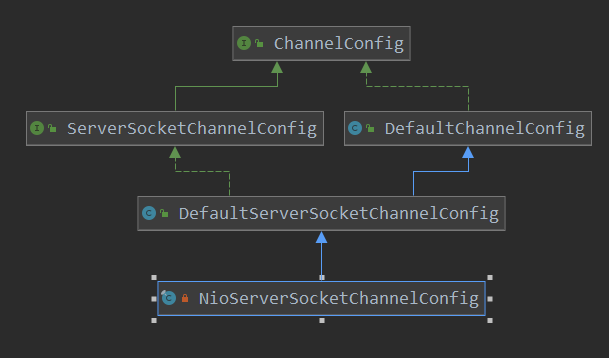 ChannelConfig
ServerSocketChannelConfig
DefaultChannelConfig
DefaultServerSocketChannelConfig
NioServerSocketChannelConfig